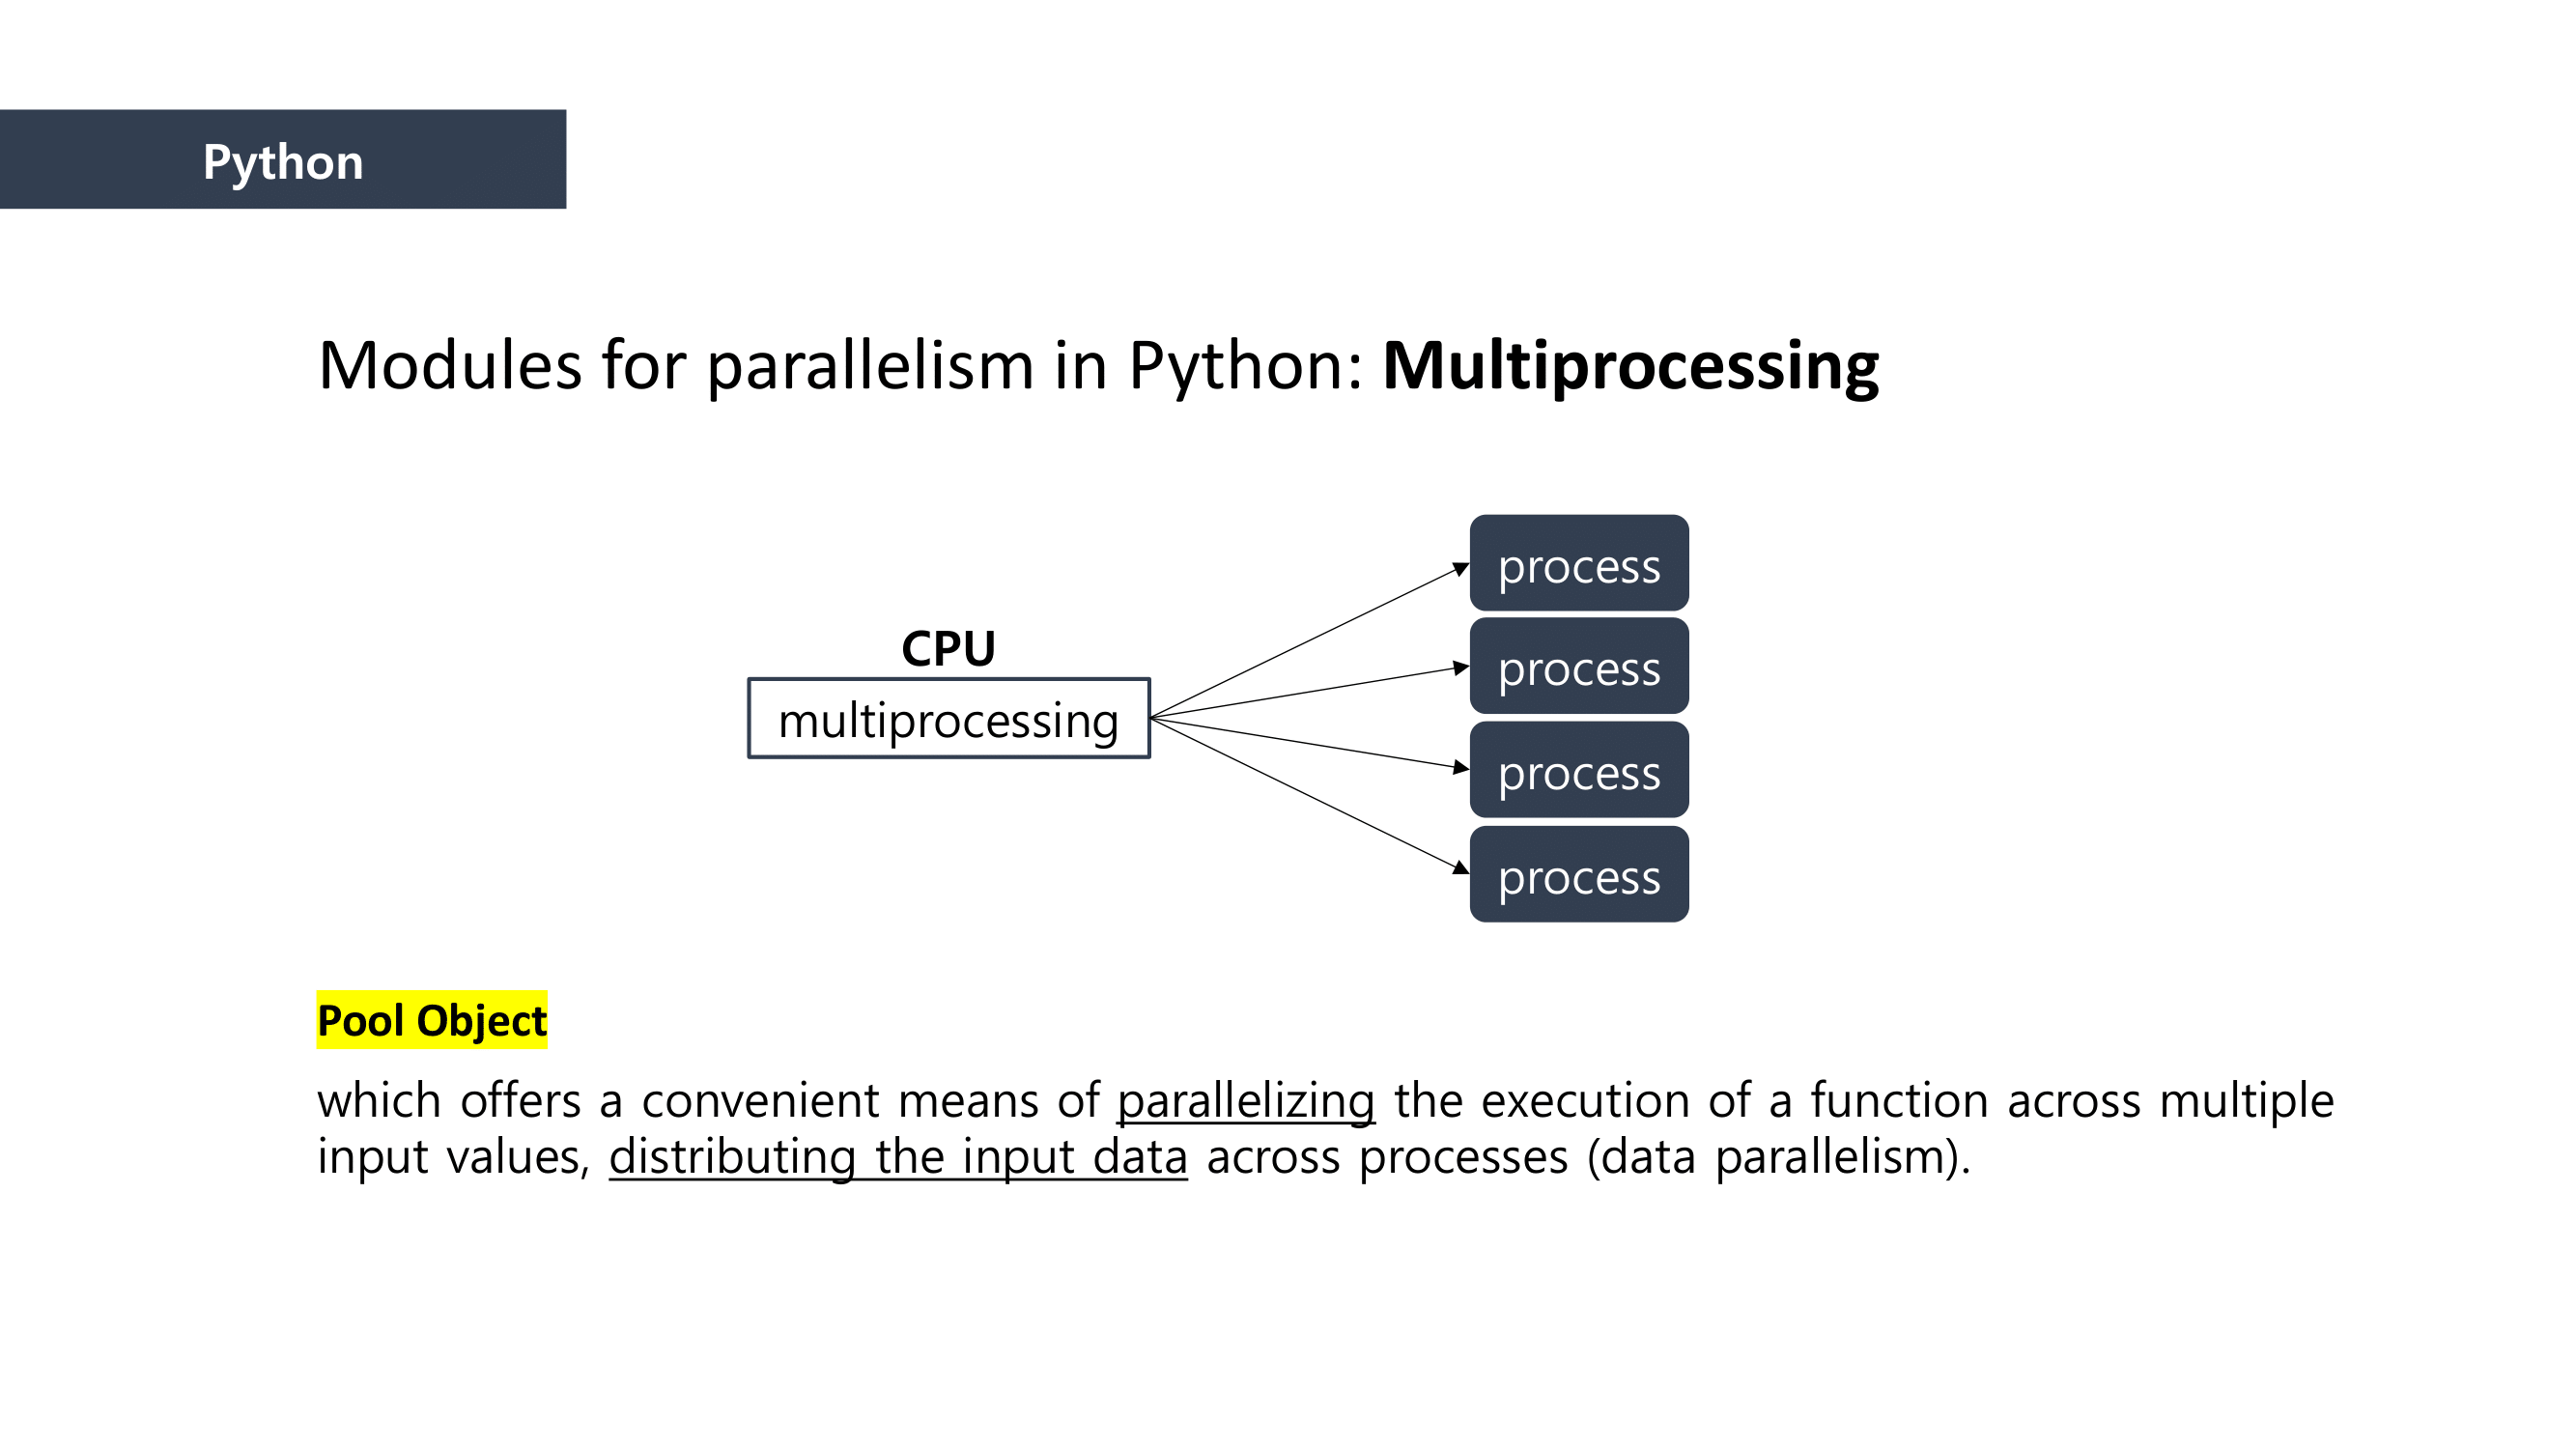 Python
Modules for parallelism in Python: Multiprocessing
CPU
multiprocessing
process
process
process
process
Pool Object
which offers a convenient means of parallelizing the execution of a function across multiple
input values, distributing the input data across processes (data parallelism).